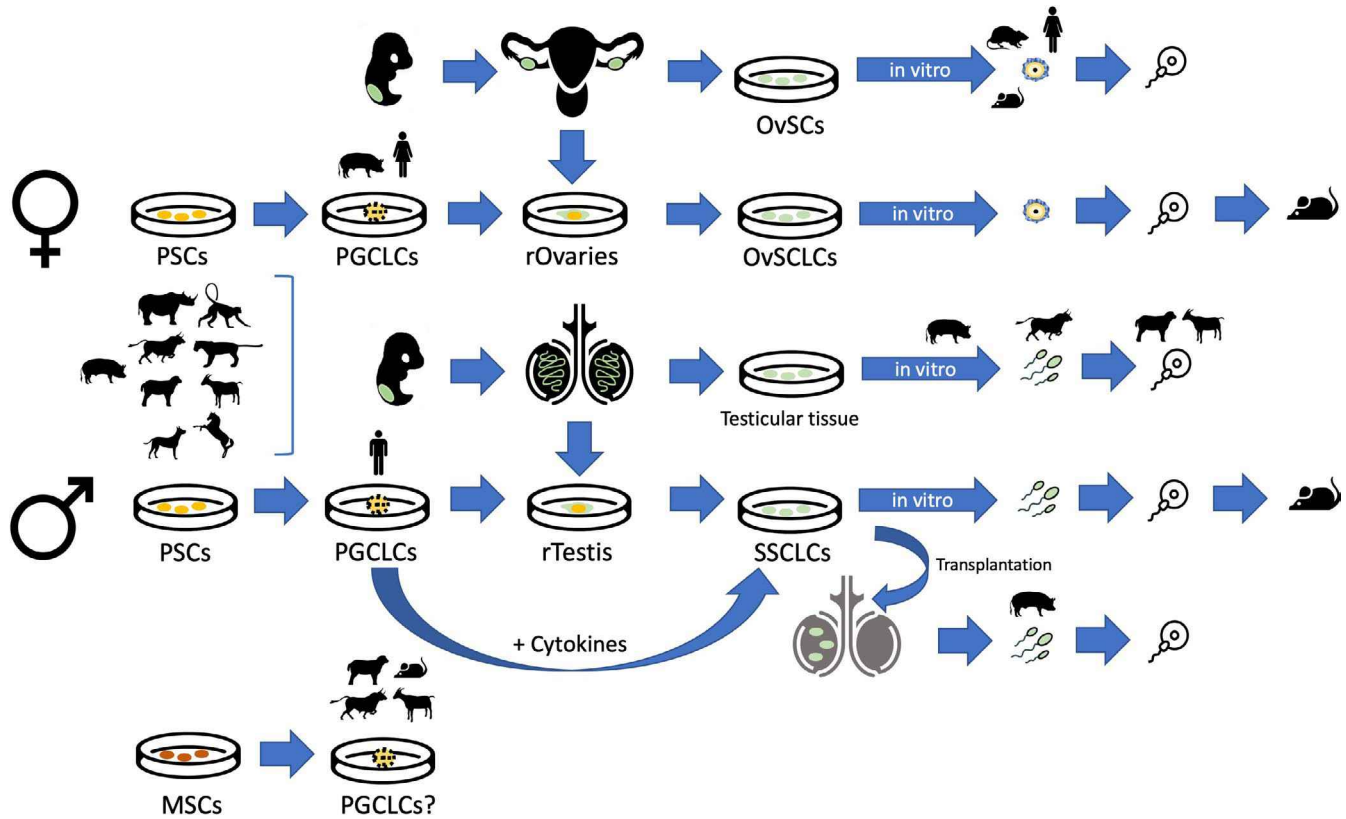 in vitro
OvSCs
in vitro
PSCs
PGCLCs
rOvaries
OvSCLCs
in vitro
Testicular tissue
in vitro
PSCs
PGCLCs
rTestis
SSCLCs
Transplantation
+ Cytokines
MSCs
PGCLCs?